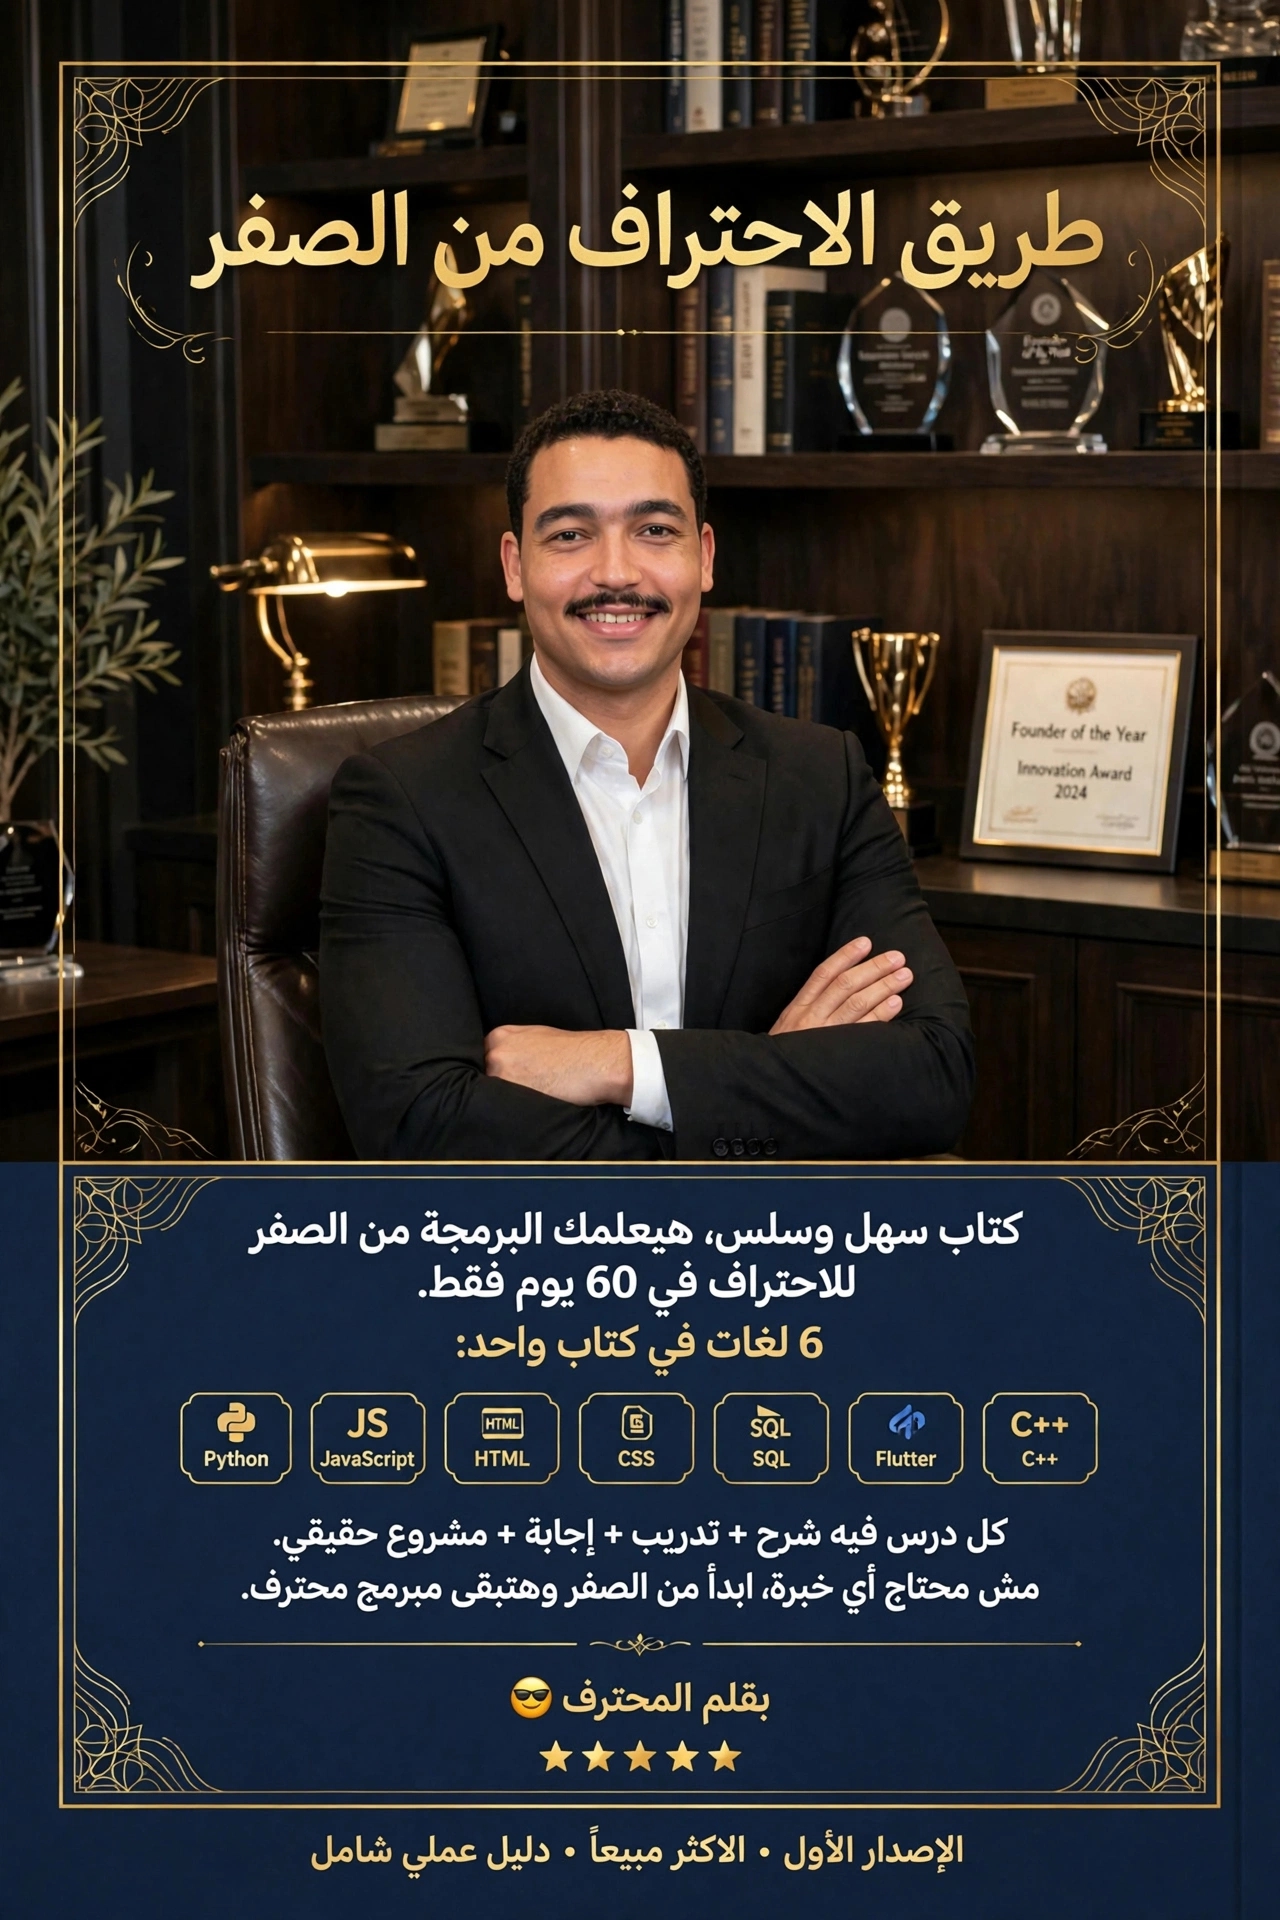 طريق الاحتراف من الصفر
Founder of the Year
Innovation Award
2024
كتاب سهل وسلس، هيعلمك البرمجة من الصفر
للاحتراف في 60 يوم فقط.
6 لغات في كتاب واحد:
JS HTML SQL C++
Python JavaScript HTML CSS SQL Flutter C++
كل درس فيه شرح + تدريب + إجابة + مشروع حقيقي.
مش محتاج أي خبرة، ابدأ من الصفر وهتبقى مبرمج محترف.
بقلم المحترف 😎
★★★★★
الإصدار الأول • الاكثر مبيعاً • دليل عملي شامل